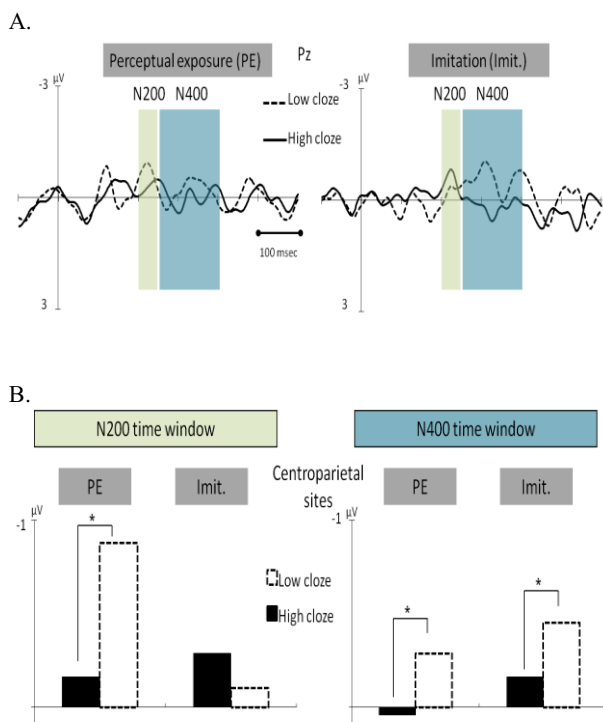 A.
Perceptual exposure (PE)
Pz
Imitation (Imit.)
-3
μV
N200 N400
Low cloze
High cloze
100 msec
3
-3
μV
N200 N400
3
B.
N200 time window
N400 time window
PE
Imit.
Centroparietal
sites
PE
Imit.
-1
μV
*
Low cloze
High cloze
-1
μV
*
*